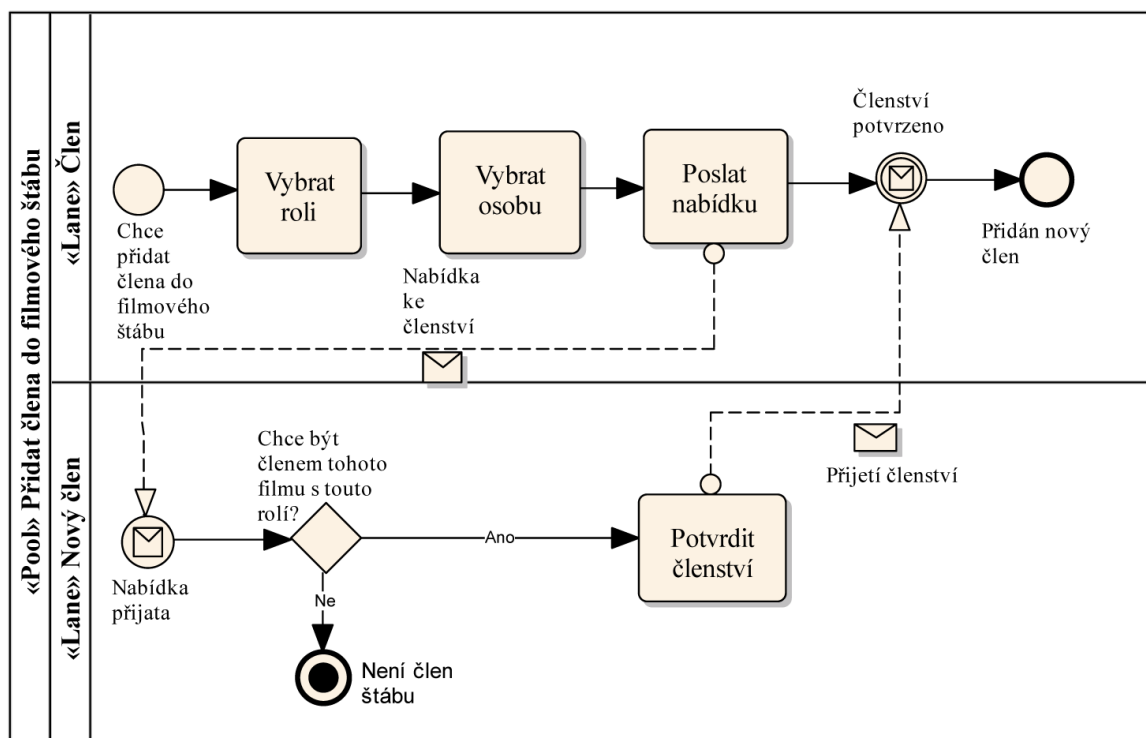 «Pool» Přidat člena do filmového štábu
«Lane» Člen
Chce
přidat
člena do
filmového
štábu
Vybrat
roli
Vybrat
osobu
Poslat
nabídku
Členství
potvrzeno
Přidán nový
člen
Nabídka
ke
členství
«Lane» Nový člen
Nabídka
přijata
Chce být
členem tohoto
filmu s touto
rolí?
Ano
Ne
Není člen
štábu
Potvrdit
členství
Přijetí členství